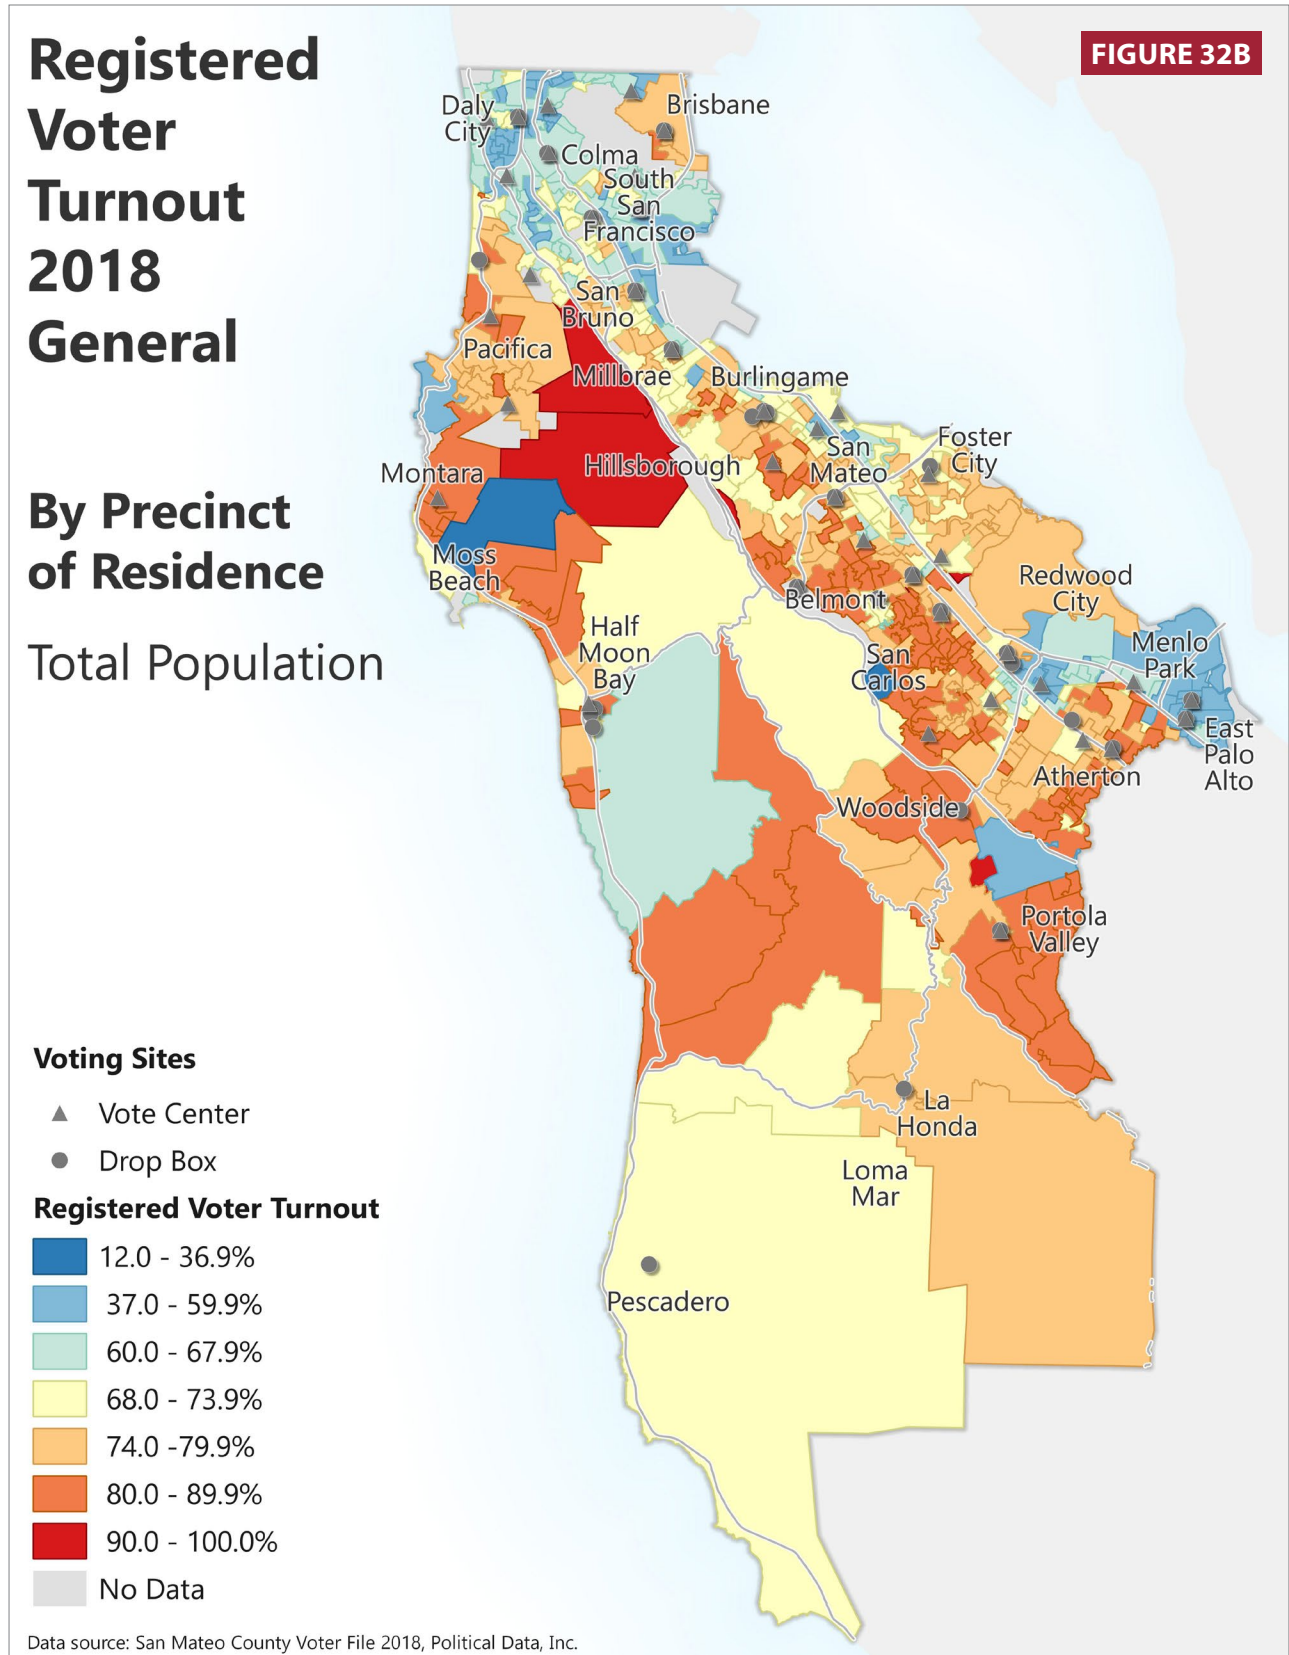 Registered
Voter
Turnout
2018
General
By Precinct
of Residence
Total Population
FIGURE 32B
Daly
City
Brisbane
Colma
South
San
Francisco
San
Bruno
Pacifica
Millbrae
Burlingame
Montara
Hillsborough
San
Mateo
Foster
City
Moss
Beach
Belmont
Redwood
City
Half
Moon
Bay
San
Carlos
Menlo
Park
East
Palo
Alto
Atherton
Woodside
Portola
Valley
La
Honda
Loma
Mar
Pescadero
Voting Sites
Vote Center
Drop Box
Registered Voter Turnout
12.0 - 36.9%
37.0 - 59.9%
60.0 - 67.9%
68.0 - 73.9%
74.0 -79.9%
80.0 - 89.9%
90.0 - 100.0%
No Data
Data source: San Mateo County Voter File 2018, Political Data, Inc.